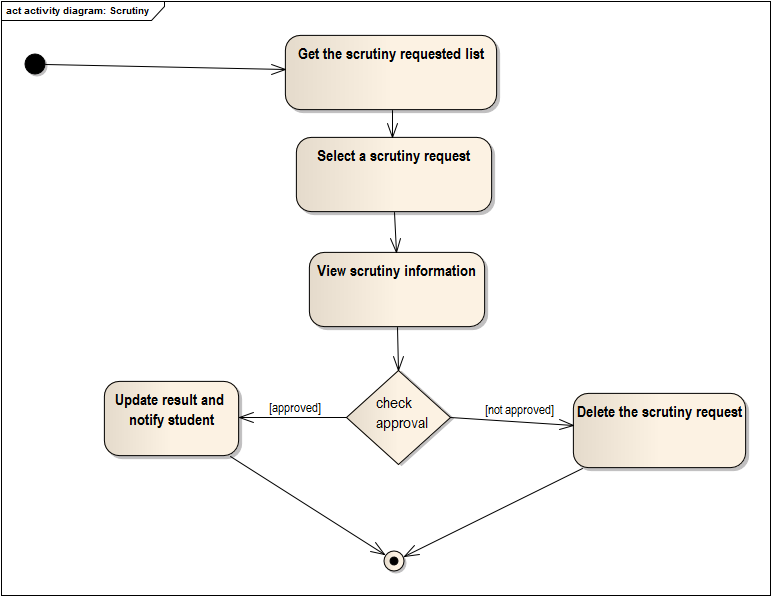 act activity diagram: Scrutiny
Get the scrutiny requested list
Select a scrutiny request
View scrutiny information
Update result and
notify student
[approved]
check
approval
[not approved]
Delete the scrutiny request